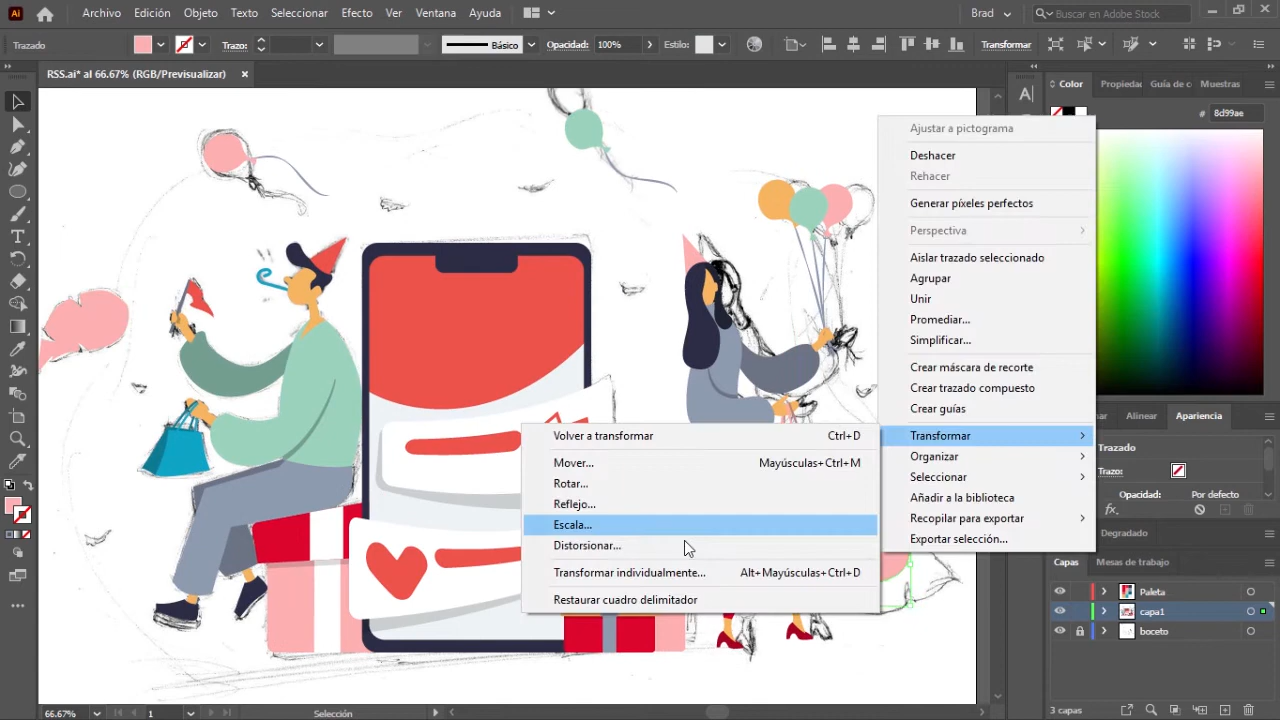 Ai
Edición
Objeto
Texto
Seleccionar
Efecto
Ver
Ventana
Ayuda
Brao
Buscar en Adobe Stock
Trazado
Trazo:
Básico
Opacidad:
100%
Estilo:
Transformar
RSS.ai* al 66.67% (RGB/Previsualizar)
Color
Propiedac
Guía de c
Muestras
# 8d99ae
Ajustar a pictograma
Deshacer
Rehacer
Generar píxeles perfectos
Perspectiva
Aislar trazado seleccionado
Agrupar
Unir
Promediar...
Simplificar...
Crear máscara de recorte
Crear trazado compuesto
Crear guías
Transformar
Organizar
Seleccionar
Añadir a la biblioteca
Recopilar para exportar
Exportar selección...
Volver a transformar Ctrl+D
Mover... Mayúsculas+Ctrl+M
Rotar...
Reflejo...
Escala...
Distorsionar...
Transformar individualmente... Alt+Mayúsculas+Ctrl+D
Restaurar cuadro delimitador
ar
Alinear
Apariencia
Trazado
Trazo:
Opacidad: Por defecto
fx.
Degradado
Capas
Mesas de trabajo
Paleta
capa1
boceto
3 capas
66.67%
1
Selección